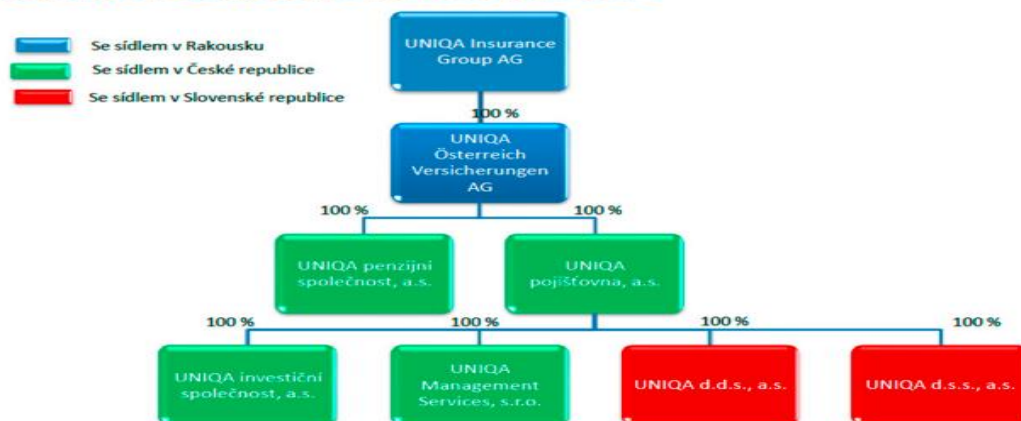 Se sídlem v Rakousku
Se sídlem v České republice
Se sídlem v Slovenské republice
UNIQA Insurance
Group AG
100 %
UNIQA
Österreich
Versicherungen
AG
100 %
100 %
UNIQA penzijní
společnost, a.s.
UNIQA
pojišťovna, a.s.
100 %
100 %
100 %
100 %
UNIQA investiční
společnost, a.s.
UNIQA
Management
Services, s.r.o.
UNIQA d.d.s., a.s.
UNIQA d.s.s., a.s.